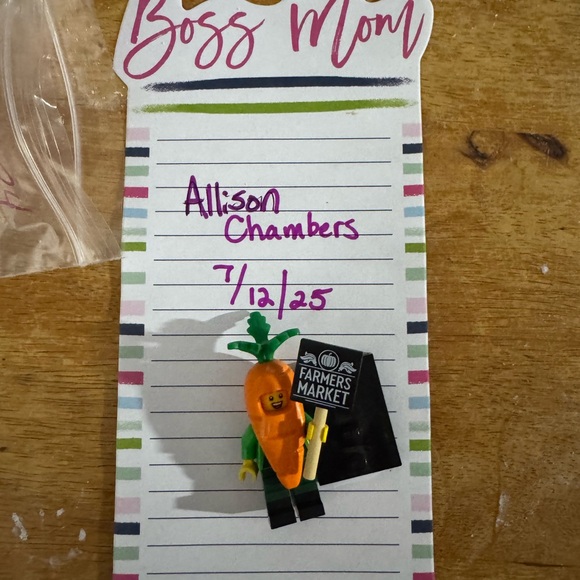 Boss Mom
Allison
Chambers
7/12/25
FARMERS
MARKET